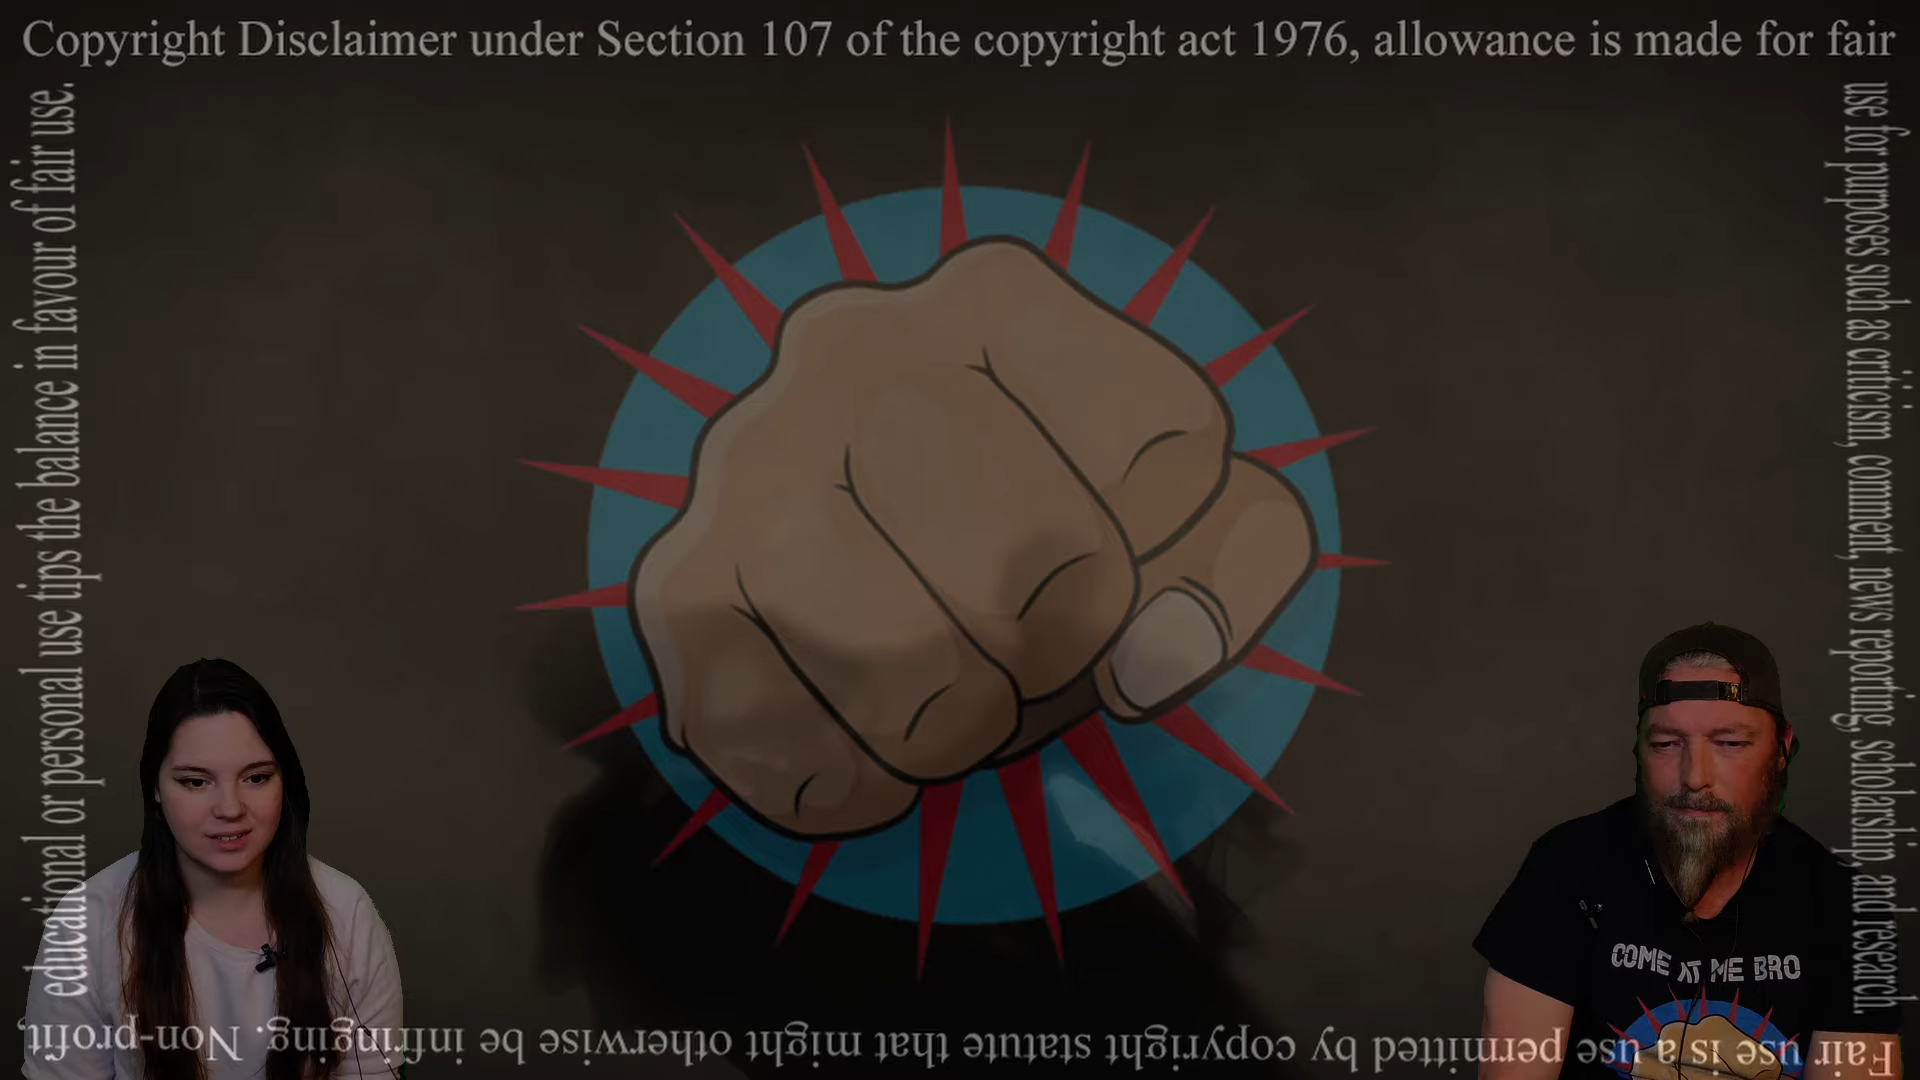 Copyright Disclaimer under Section 107 of the copyright act 1976, allowance is made for fair
use for purposes such as criticism, comment, news reporting, scholarship, and research.
Fair use is a use permitted by copyright statute that might otherwise be infringing. Non-profit,
educational or personal use tips the balance in favour of fair use.
COME AT ME BRO